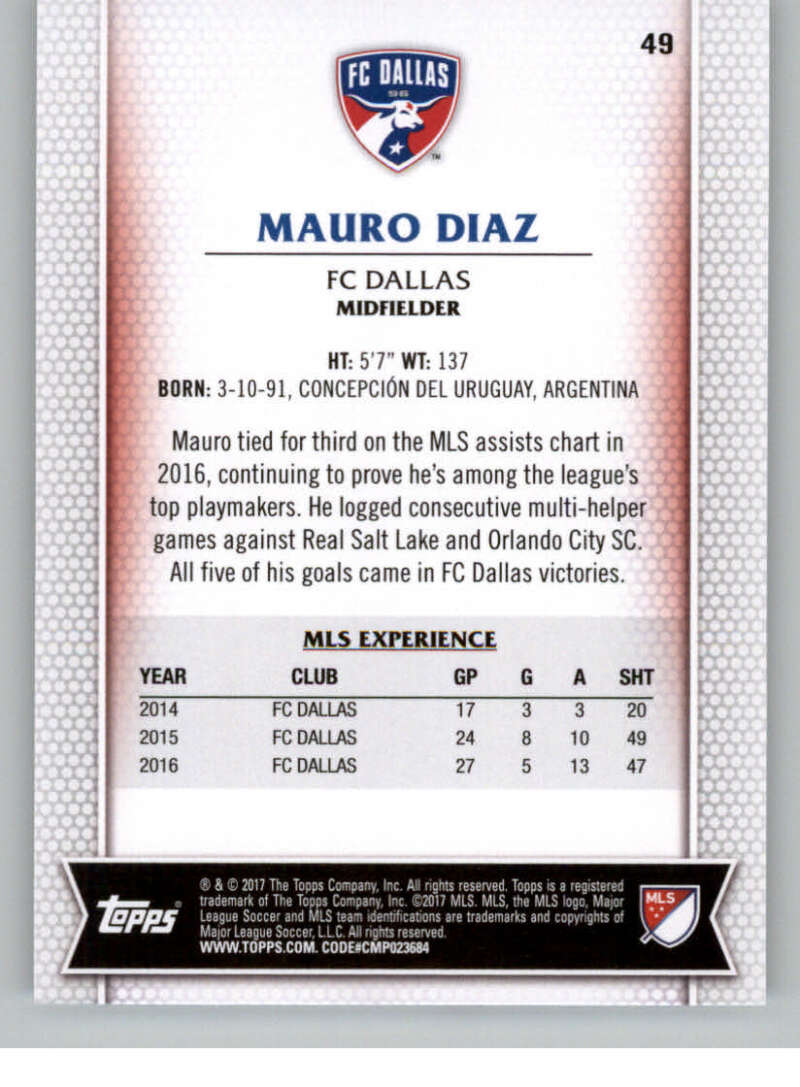 49
FC DALLAS
96
TM
MAURO DIAZ
FC DALLAS
MIDFIELDER
HT: 5'7" WT: 137
BORN: 3-10-91, CONCEPCIÓN DEL URUGUAY, ARGENTINA
Mauro tied for third on the MLS assists chart in
2016, continuing to prove he's among the league's
top playmakers. He logged consecutive multi-helper
games against Real Salt Lake and Orlando City SC.
All five of his goals came in FC Dallas victories.
MLS EXPERIENCE
YEAR CLUB GP G A SHT
2014 FC DALLAS 17 3 3 20
2015 FC DALLAS 24 8 10 49
2016 FC DALLAS 27 5 13 47
Topps®
® & © 2017 The Topps Company, Inc. All rights reserved. Topps is a registered
trademark of The Topps Company, Inc. ©2017 MLS. MLS, the MLS logo, Major
League Soccer and MLS team identifications are trademarks and copyrights of
Major League Soccer, L.L.C. All rights reserved.
WWW.TOPPS.COM. CODE#CMP023684
MLS